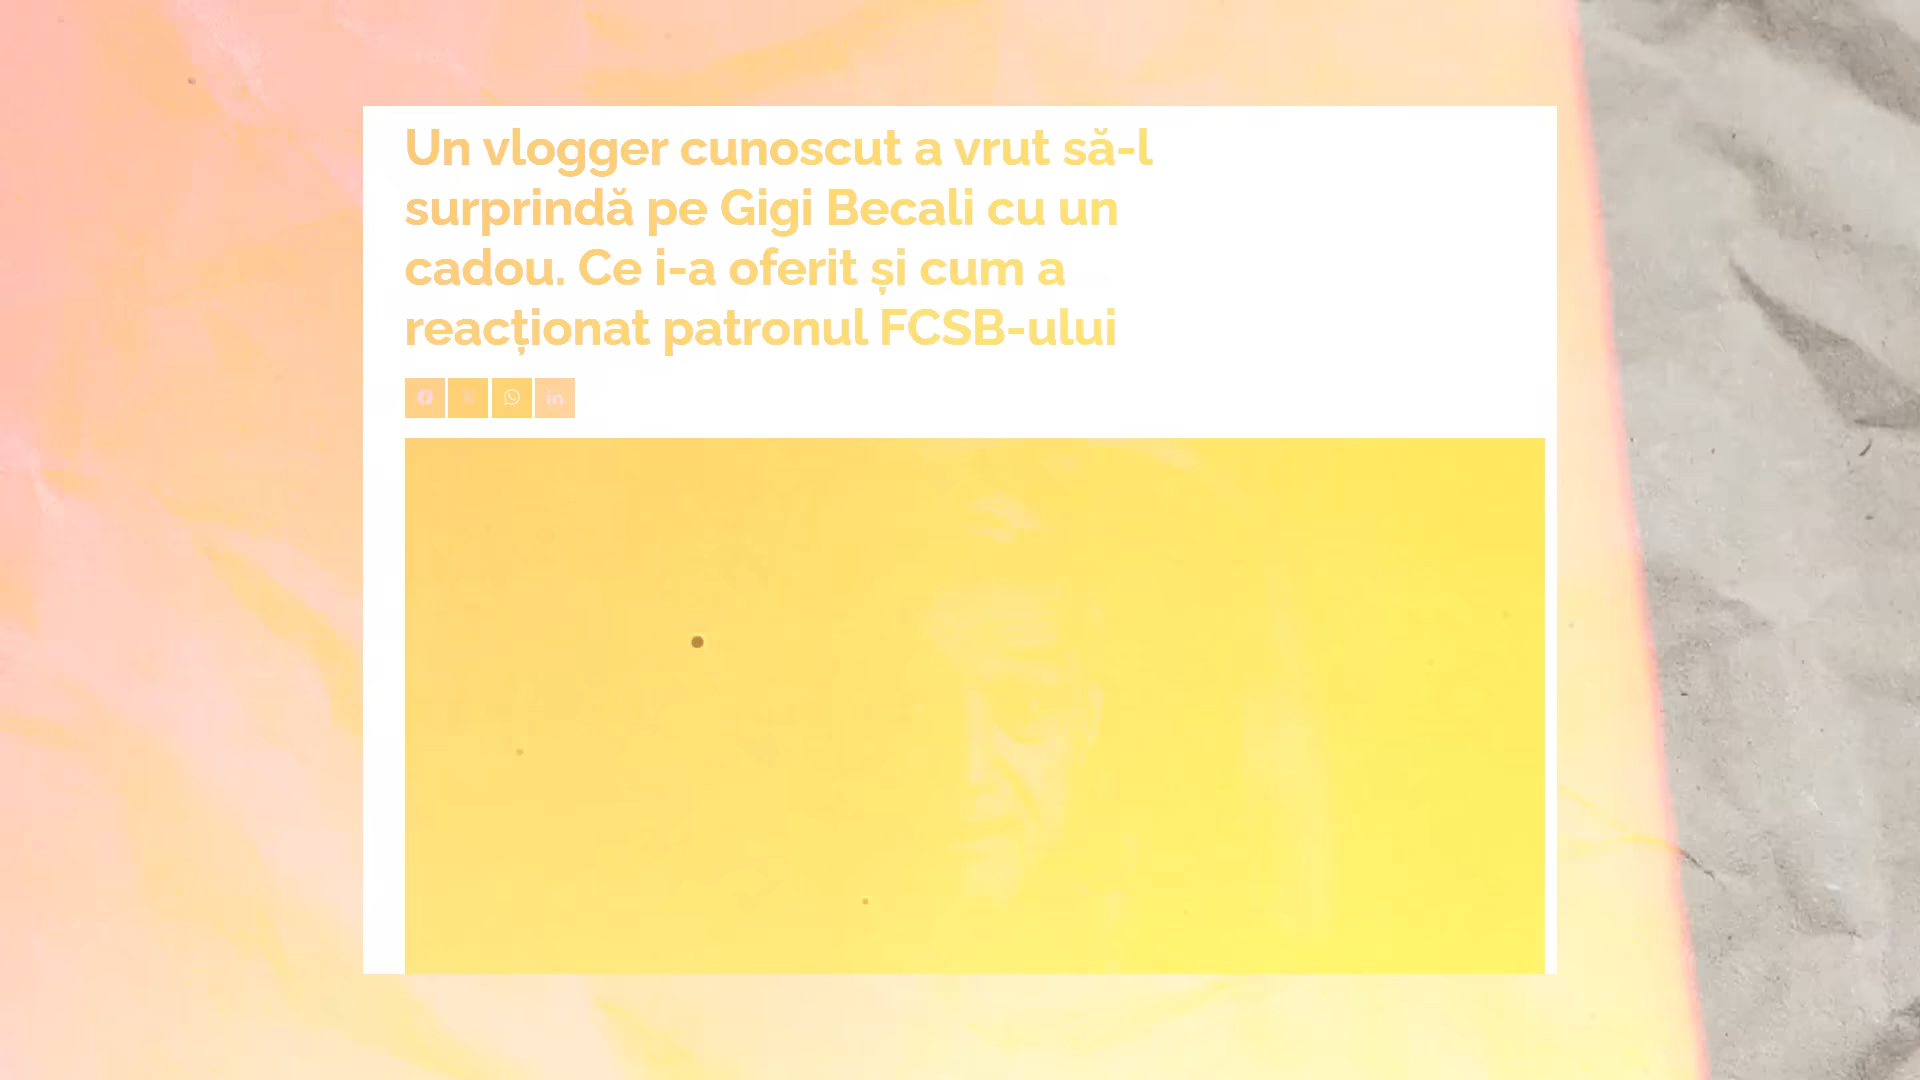 Un vlogger cunoscut a vrut să-l
surprindă pe Gigi Becali cu un
cadou. Ce i-a oferit și cum a
reacționat patronul FCSB-ului